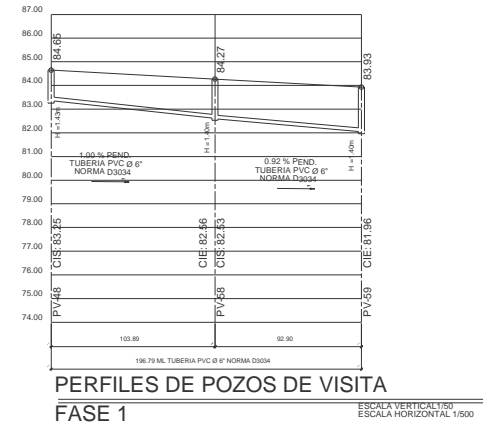 87.00
86.00
85.00
84.00
83.00
82.00
81.00
80.00
79.00
78.00
77.00
76.00
75.00
74.00
84.65
84.27
83.93
H =1.43m
H =1.40m
H =1.40m
1.00 % PEND.
TUBERIA PVC Ø 6"
NORMA D3034
0.92 % PEND.
TUBERIA PVC Ø 6"
NORMA D3034
CIS: 83.25
CIE: 82.56
CIS: 82.53
CIE: 81.96
PV-48
PV-58
PV-59
103.89
92.90
196.79 ML TUBERIA PVC Ø 6" NORMA D3034
PERFILES DE POZOS DE VISITA
FASE 1
ESCALA VERTICAL1/50
ESCALA HORIZONTAL 1/500